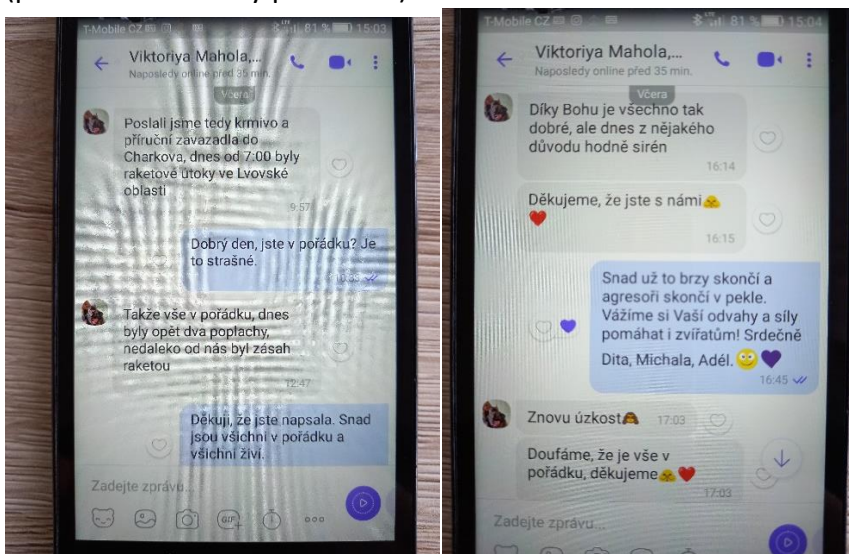 T-Mobile CZ
81 % 15:03
Viktoriya Mahola,...
Naposledy online před 35 min.
Včera
Poslali jsme tedy krmivo a
příruční zavazadla do
Charkova, dnes od 7:00 byly
raketové útoky ve Lvovské
oblasti
9:57
Dobrý den, jste v pořádku? Je
to strašné.
Takže vše v pořádku, dnes
byly opět dva poplachy,
nedaleko od nás byl zásah
raketou
12:47
Děkuji, že jste napsala. Snad
jsou všichni v pořádku a
všichni živí.
Zadejte zprávu...
GIF
T-Mobile CZ
81 % 15:04
Viktoriya Mahola,...
Naposledy online před 35 min.
Včera
Díky Bohu je všechno tak
dobré, ale dnes z nějakého
důvodu hodně sirén
16:14
Děkujeme, že jste s námi🙏
❤️
16:15
Snad už to brzy skončí a
agresoři skončí v pekle.
Vážíme si Vaší odvahy a síly
pomáhat i zvířatům! Srdečně
Dita, Michala, Adél.
16:45
Znovu úzkost🙈 17:03
Doufáme, že je vše v
pořádku, děkujeme🙏❤️
17:03
Zadejte zprávu...